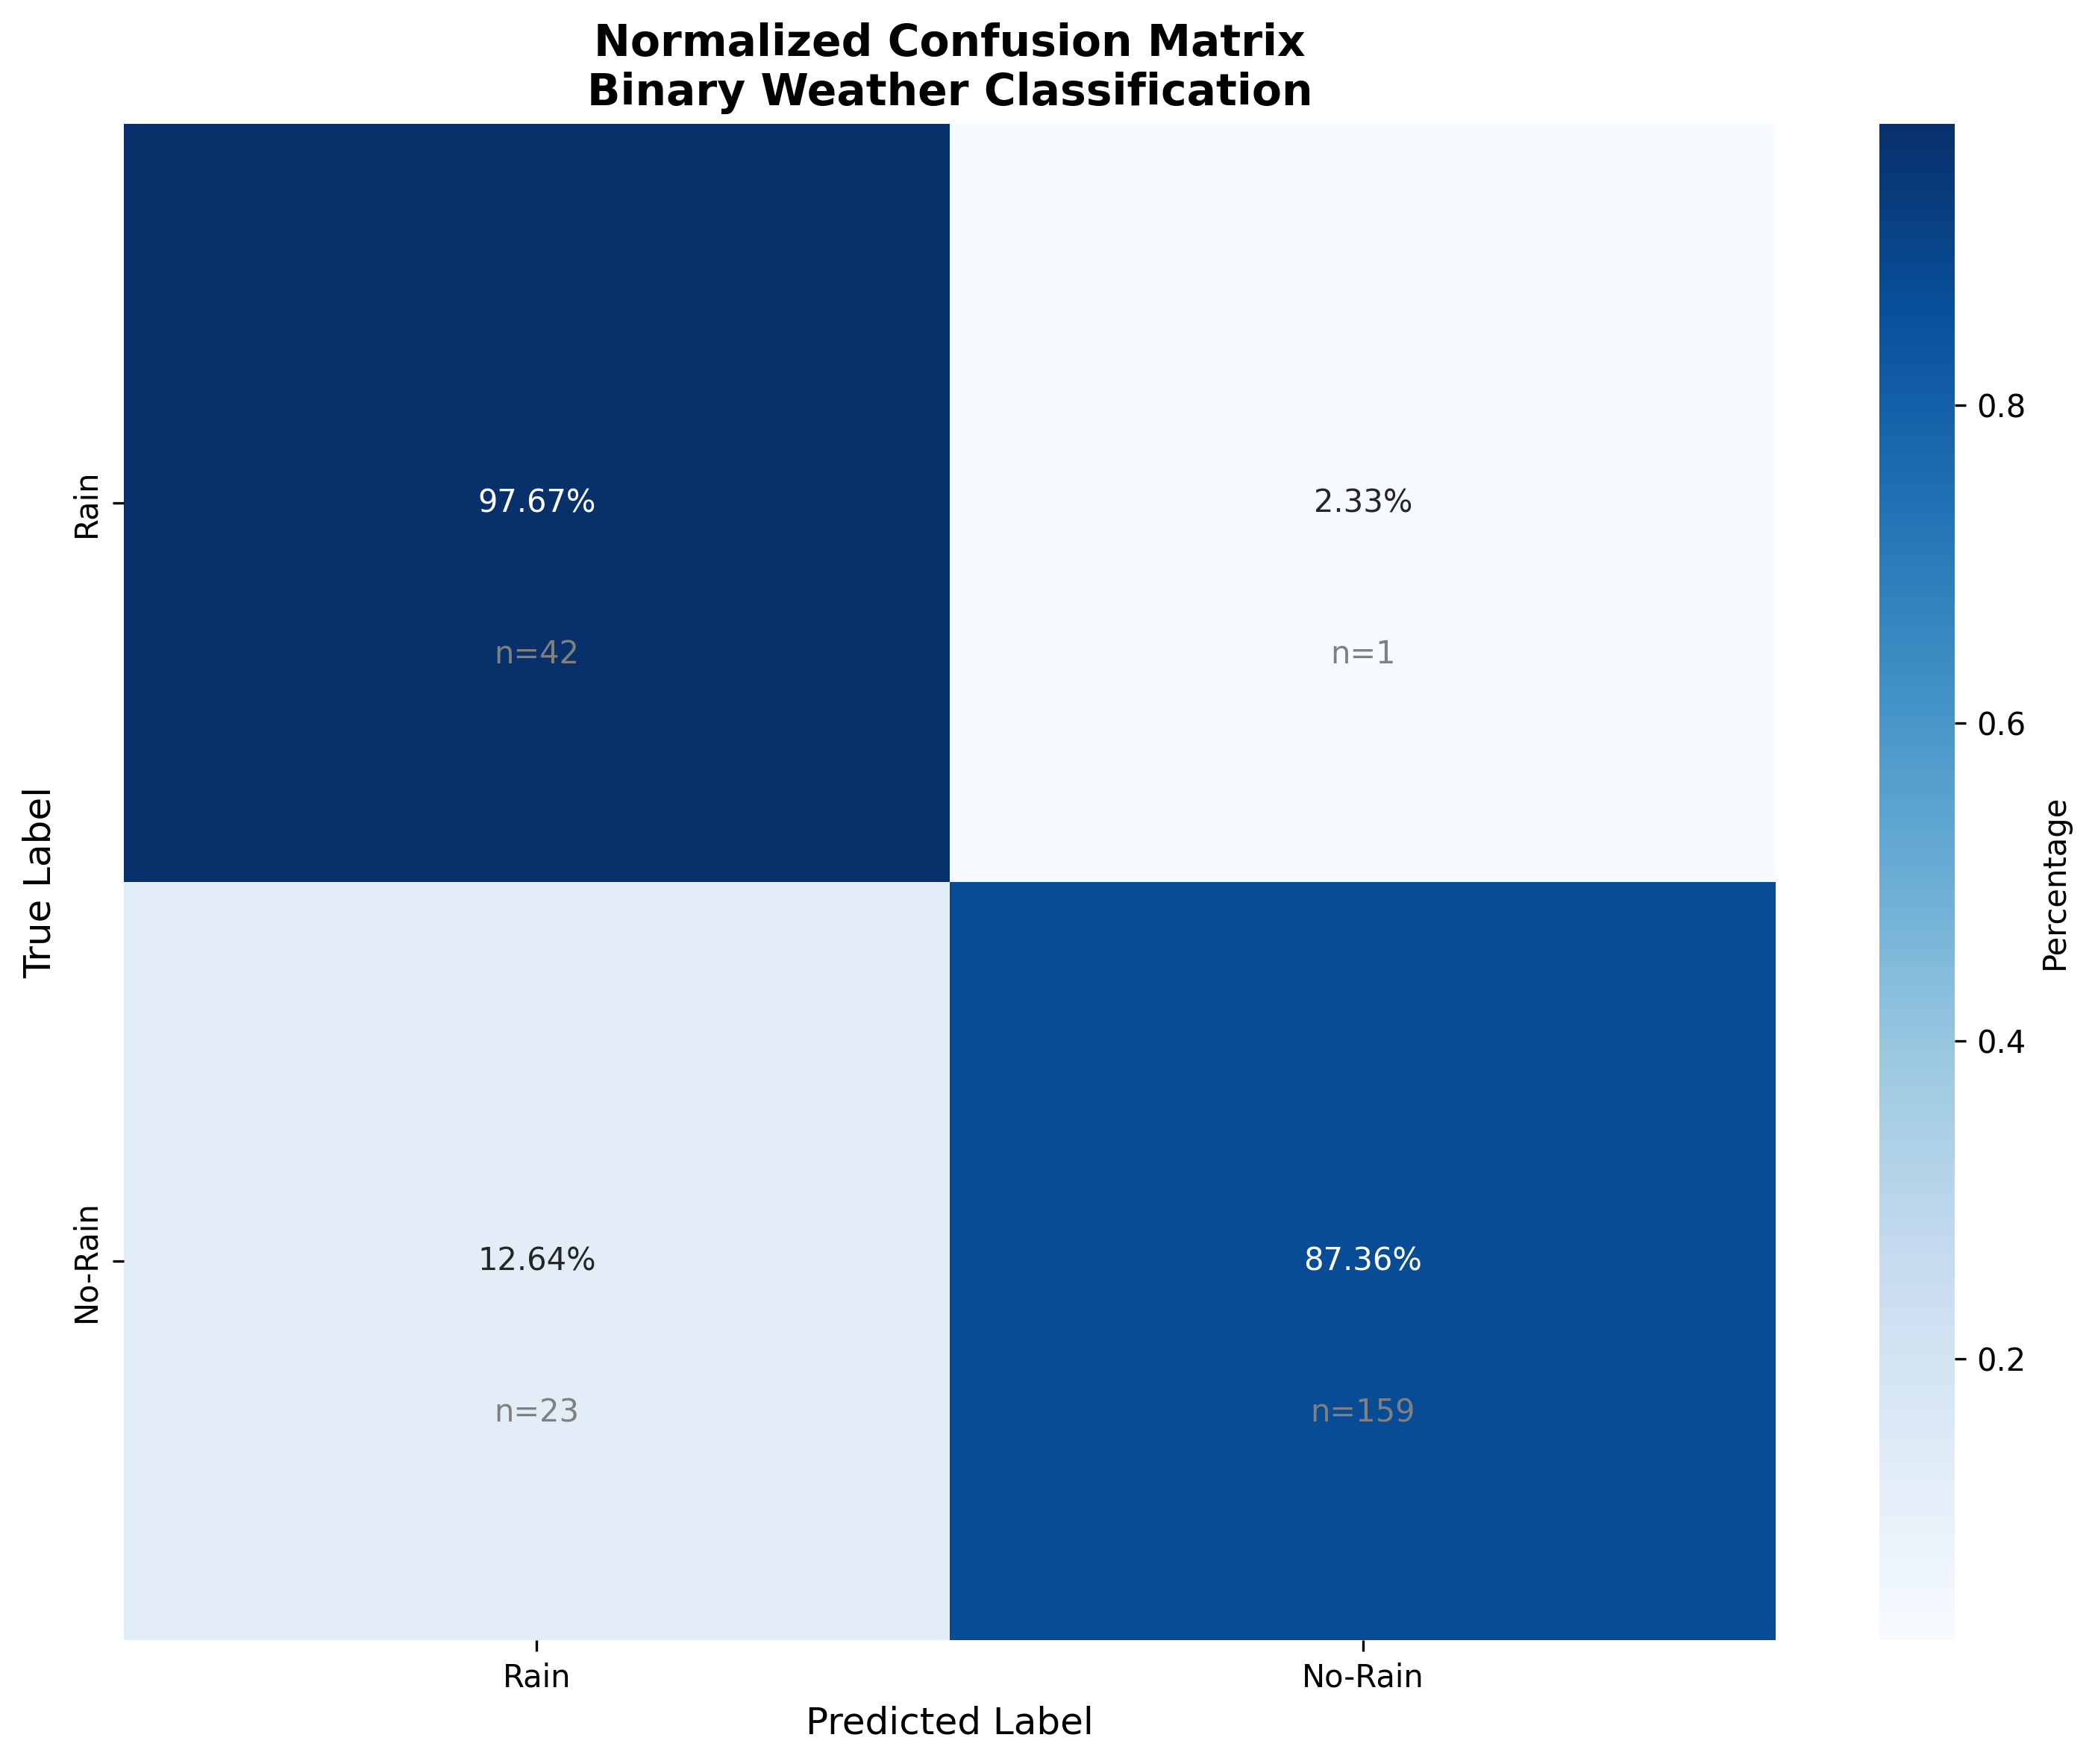 Normalized Confusion Matrix
Binary Weather Classification
True Label
Rain
97.67%
2.33%
n=42
n=1
No-Rain
12.64%
87.36%
n=23
n=159
Rain
No-Rain
Predicted Label
0.8
0.6
0.4
0.2
Percentage